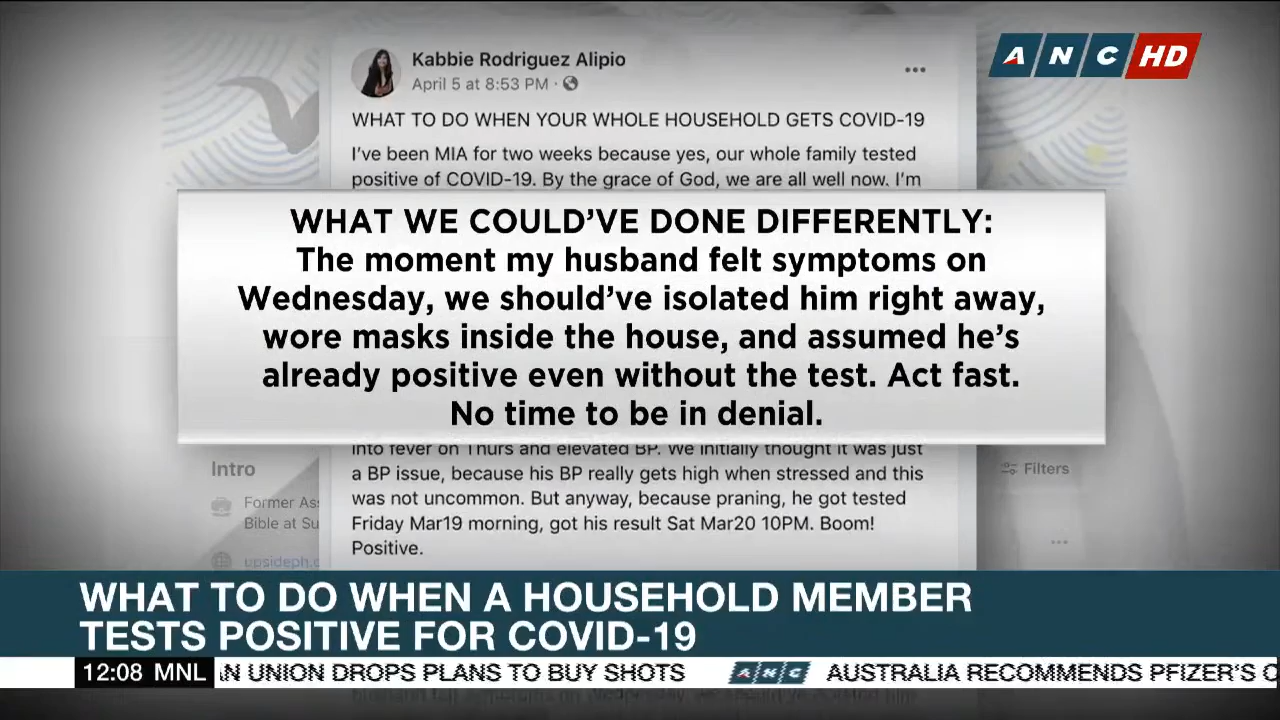 ANC HD
Kabbie Rodriguez Alipio
April 5 at 8:53 PM ·
WHAT TO DO WHEN YOUR WHOLE HOUSEHOLD GETS COVID-19
I've been MIA for two weeks because yes, our whole family tested
positive of COVID-19. By the grace of God, we are all well now. I'm
WHAT WE COULD'VE DONE DIFFERENTLY:
The moment my husband felt symptoms on
Wednesday, we should've isolated him right away,
wore masks inside the house, and assumed he's
already positive even without the test. Act fast.
No time to be in denial.
into fever on Thurs and elevated BP. We initially thought it was just
a BP issue, because his BP really gets high when stressed and this
was not uncommon. But anyway, because praning, he got tested
Friday Mar19 morning, got his result Sat Mar20 10PM. Boom!
Positive.
Intro
Former Ass
Bible at Su
upsideph.c
Filters
WHAT TO DO WHEN A HOUSEHOLD MEMBER
TESTS POSITIVE FOR COVID-19
12:08 MNL
UNION DROPS PLANS TO BUY SHOTS ANC AUSTRALIA RECOMMENDS PFIZER'S